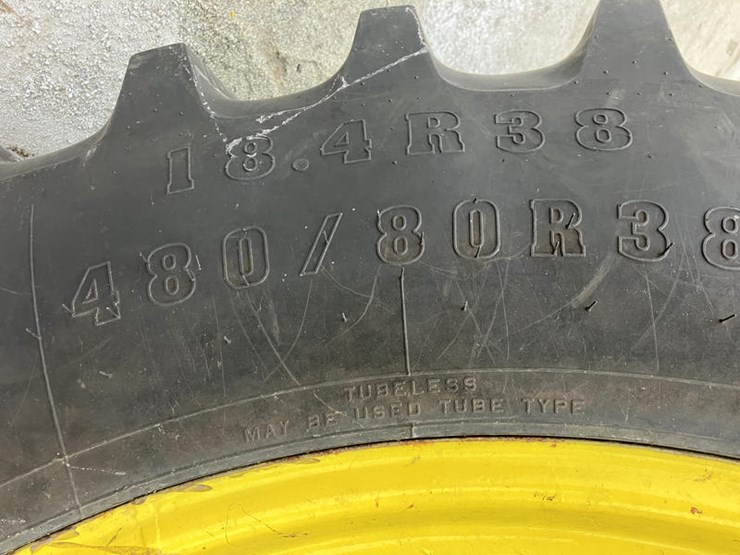 18.4R38
480/80R38
TUBELESS
MAY BE USED TUBE TYPE